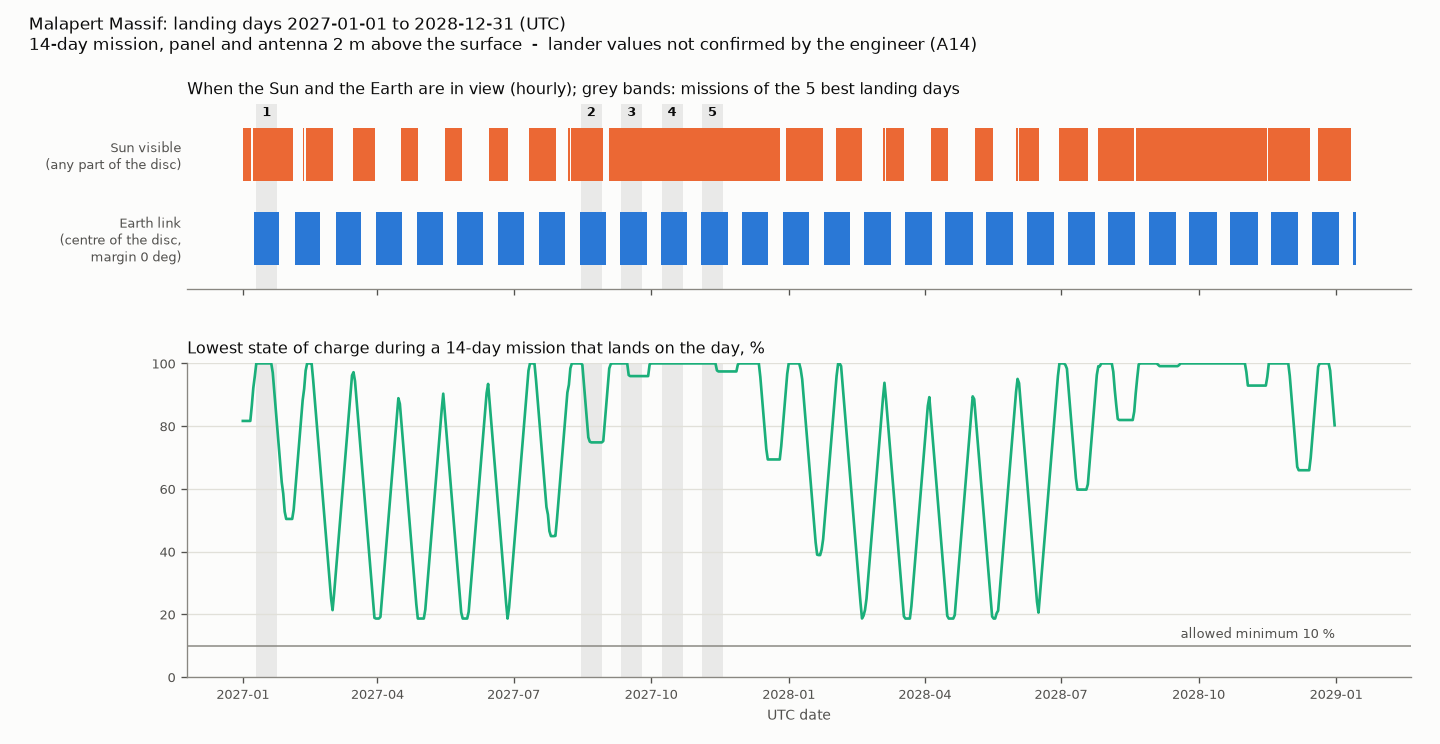 Malapert Massif: landing days 2027-01-01 to 2028-12-31 (UTC)
14-day mission, panel and antenna 2 m above the surface - lander values not confirmed by the engineer (A14)
When the Sun and the Earth are in view (hourly); grey bands: missions of the 5 best landing days
1 2 3 4 5
Sun visible
(any part of the disc)
Earth link
(centre of the disc,
margin 0 deg)
Lowest state of charge during a 14-day mission that lands on the day, %
100
80
60
40
20
allowed minimum 10 %
0
2027-01 2027-04 2027-07 2027-10 2028-01 2028-04 2028-07 2028-10 2029-01
UTC date